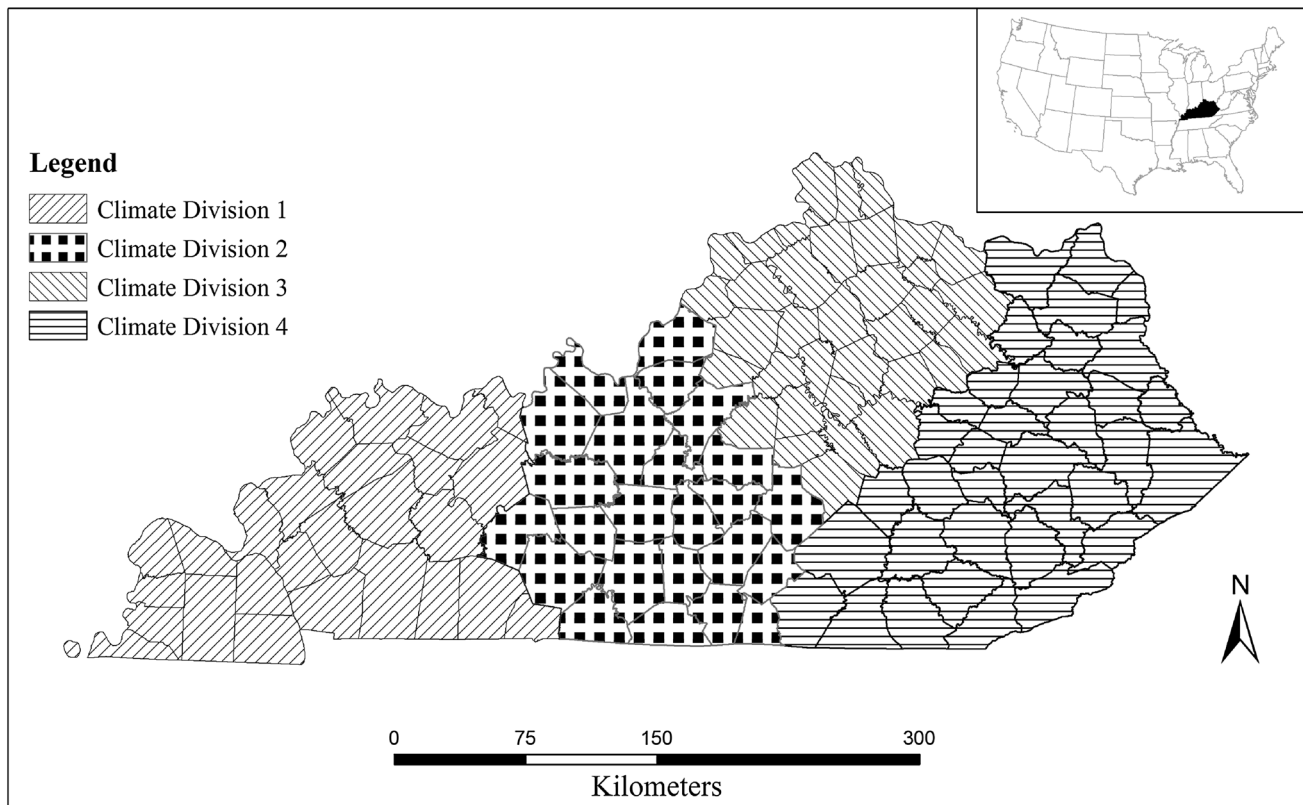 Legend
Climate Division 1
Climate Division 2
Climate Division 3
Climate Division 4
N
0 75 150 300
Kilometers